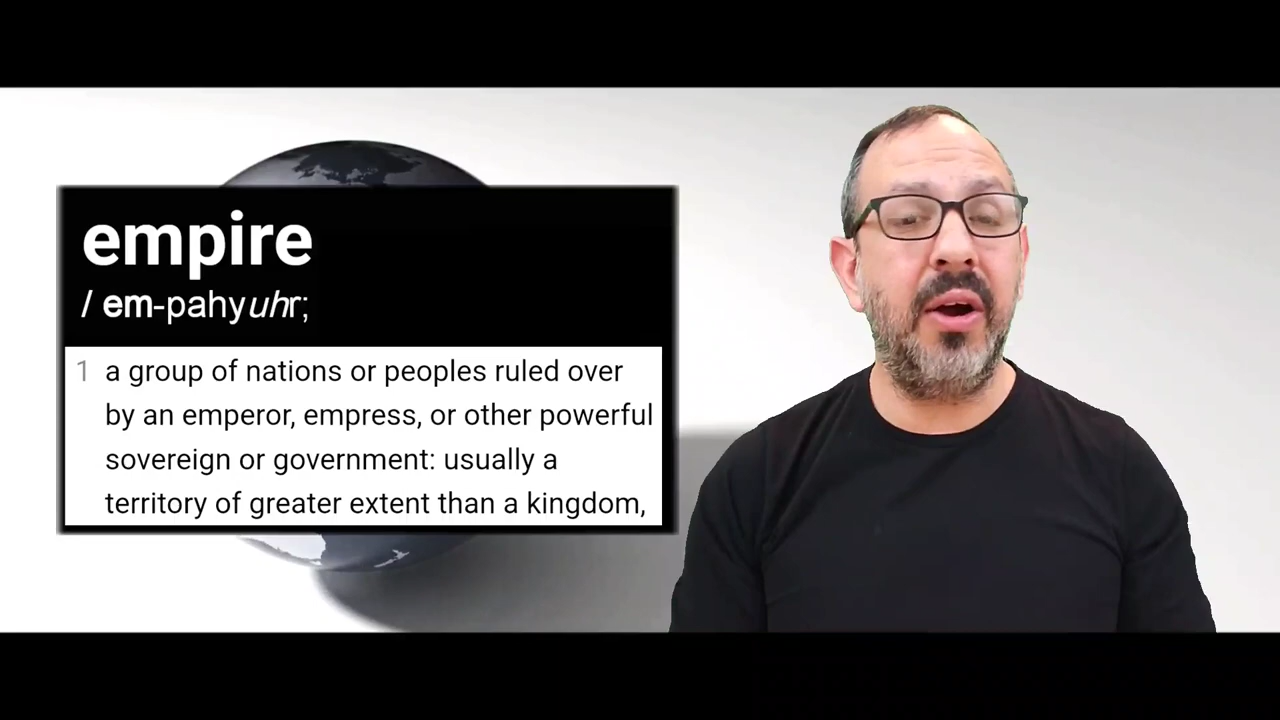 empire
/ em-pahyuhr;
1 a group of nations or peoples ruled over
by an emperor, empress, or other powerful
sovereign or government: usually a
territory of greater extent than a kingdom,